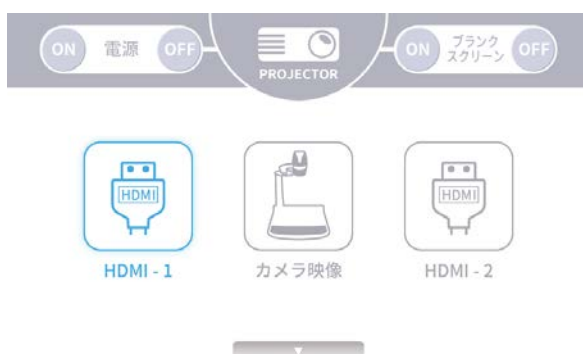 ON 電源 OFF
PROJECTOR
ON ブランク
スクリーン OFF
HDMI
HDMI
HDMI - 1
カメラ映像
HDMI - 2